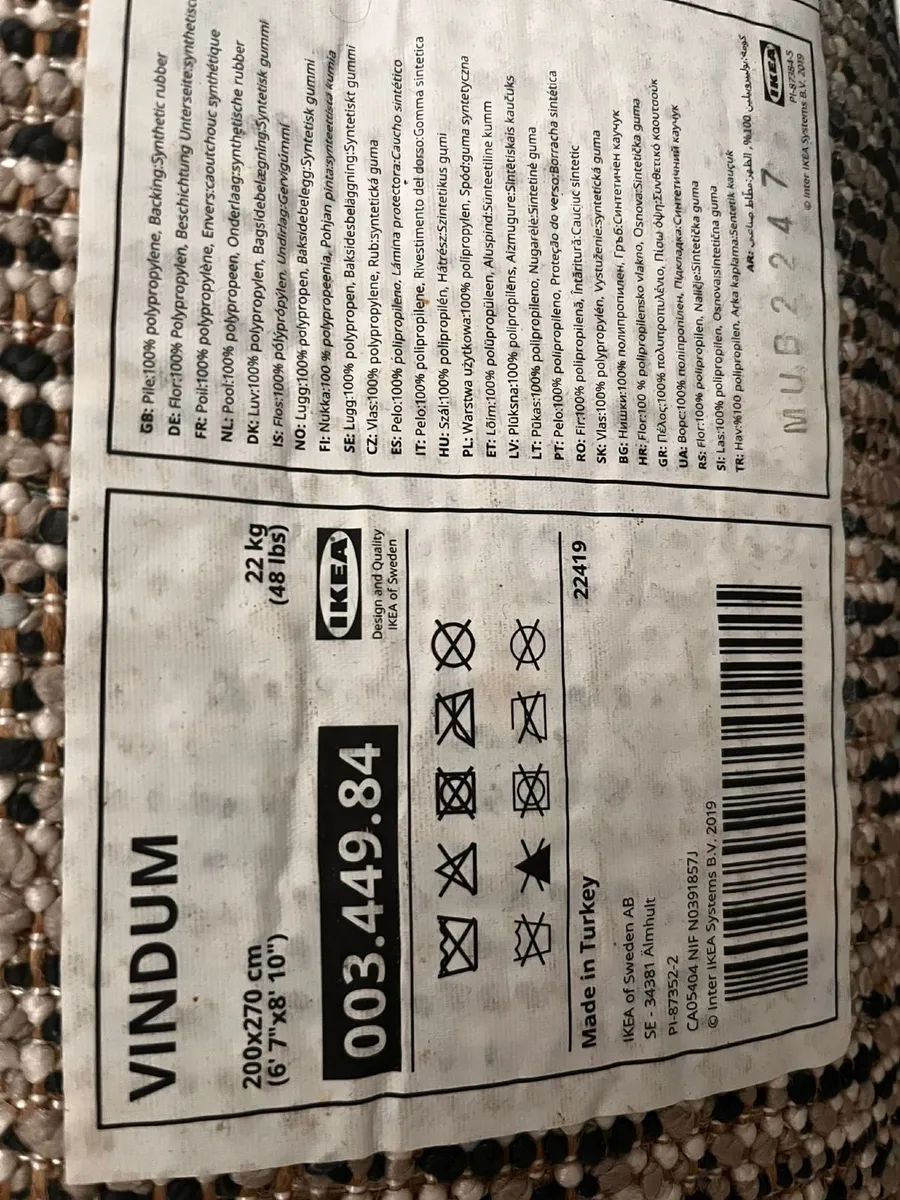 VINDUM
200x270 cm
(6' 7"x8' 10")
22 kg
(48 lbs)
003.449.84
IKEA
Design and Quality
IKEA of Sweden
Made in Turkey
22419
IKEA of Sweden AB
SE - 34381 Älmhult
PI-87352-2
CA05404 NIF N0391857J
© Inter IKEA Systems B.V. 2019
GB: Pile:100% polypropylene, Backing:Synthetic rubber
DE: Flor:100% Polypropylen, Beschichtung Unterseite:synthetisc
FR: Poil:100% polypropylène, Envers:caoutchouc synthétique
NL: Pool:100% polypropeen, Onderlaag:synthetische rubber
DK: Luv:100% polypropylen, Bagsidebelægning:Syntetisk gummi
IS: Flos:100% pólýprópýlen. Undirlag:Gervigúmmí
NO: Lugg:100% polypropen, Baksidebelegg:Syntetisk gummi
FI: Nukka:100 % polypropeenia, Pohjan pinta:synteettistä kumia
SE: Lugg:100% polypropen, Baksidesbeläggning:Syntetiskt gummi
CZ: Vlas:100% polypropylene, Rub:syntetická guma
ES: Pelo:100% polipropileno, Lámina protectora:Caucho sintético
IT: Pelo:100% polipropilene, Rivestimento del dorso:Gomma sintetica
HU: Szál:100% polipropilén, Hátrész:Szintetikus gumi
PL: Warstwa użytkowa:100% polipropylen, Spód:guma syntetyczna
ET: Lõim:100% polüpropüleen, Aluspind:Sünteetiline kumm
LV: Plūksna:100% polipropilēns, Aizmugure:Sintētiskais kaučuks
LT: Pūkas:100% polipropileno, Nugarėlė:Sintetinė guma
PT: Pelo:100% polipropileno, Proteção do verso:Borracha sintética
RO: Fir:100% polipropilenă, Întăritură:Cauciuc sintetic
SK: Vlas:100% polypropylén, Vystuženie:syntetická guma
BG: Нишки:100% полипропилен, Гръб:Синтетичен каучук
HR: Flor:100 % polipropilensko vlakno, Osnova:Sintetička guma
GR: Πέλος:100% πολυπροπυλένιο, Πίσω όψη:Συνθετικό καουτσούκ
UA: Ворс:100% поліпропілен, Підкладка:Синтетичний каучук
RS: Flor:100% polipropilen, Naličje:Sintetička guma
SI: Las:100% polipropilen, Osnova:sintetična guma
TR: Hav:%100 polipropilen, Arka kaplama:Sentetik kauçuk
AR:
MUB2247
IKEA
PI-87384-5
© Inter IKEA Systems B.V. 2019